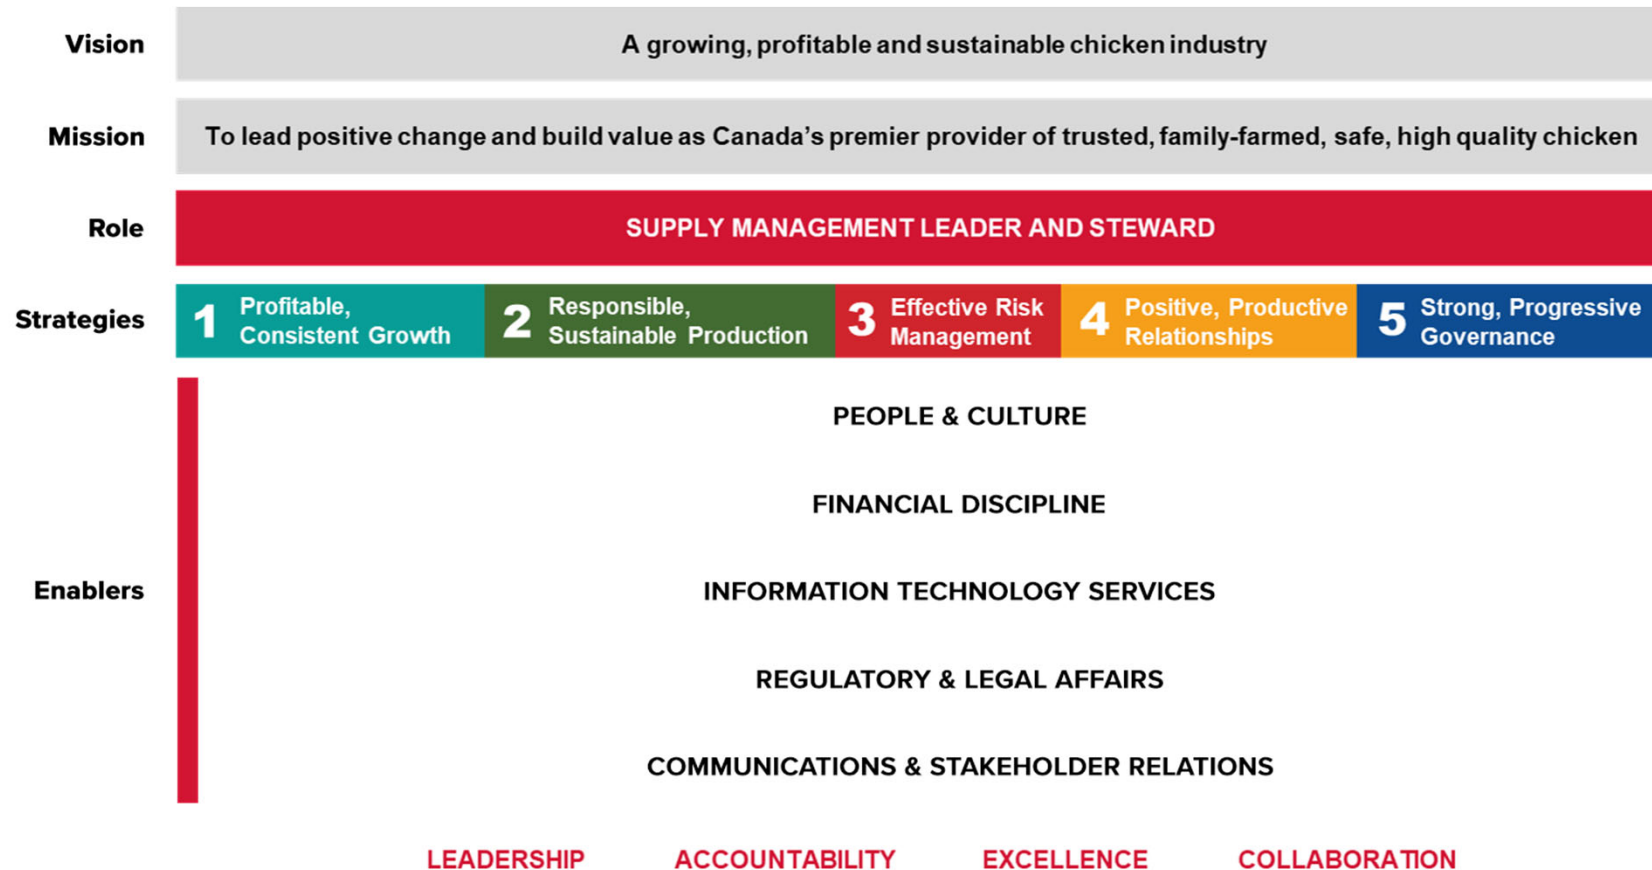 Vision
A growing, profitable and sustainable chicken industry
Mission
To lead positive change and build value as Canada's premier provider of trusted, family-farmed, safe, high quality chicken
Role
SUPPLY MANAGEMENT LEADER AND STEWARD
Strategies
1
Profitable,
Consistent Growth
2
Responsible,
Sustainable Production
3
Effective Risk
Management
4
Positive, Productive
Relationships
5
Strong, Progressive
Governance
Enablers
PEOPLE & CULTURE
FINANCIAL DISCIPLINE
INFORMATION TECHNOLOGY SERVICES
REGULATORY & LEGAL AFFAIRS
COMMUNICATIONS & STAKEHOLDER RELATIONS
LEADERSHIP ACCOUNTABILITY EXCELLENCE COLLABORATION